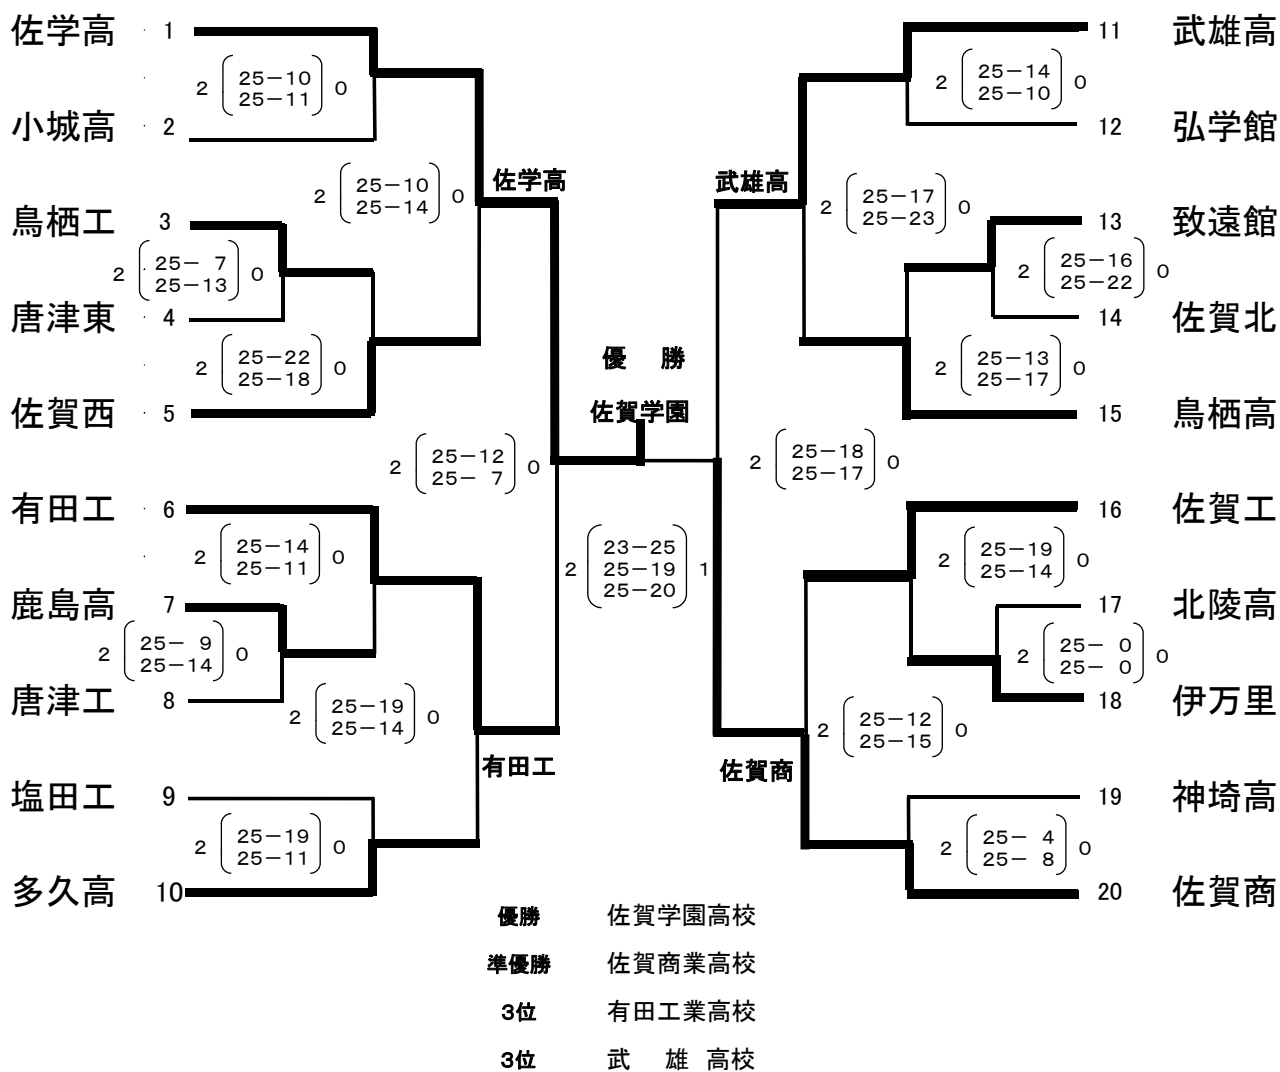 佐学高 1
2 25－10 0
25－11
小城高 2
2 25－10 0
25－14
佐学高
鳥栖工 3
2 25－ 7 0
25－13
唐津東 4
2 25－22 0
25－18
佐賀西 5
2 25－12 0
25－ 7
有田工 6
2 25－14 0
25－11
鹿島高 7
2 25－ 9 0
25－14
唐津工 8
2 25－19 0
25－14
有田工
塩田工 9
2 25－19 0
25－11
多久高 10
優 勝
佐賀学園
2 23－25 1
25－19
25－20
11 武雄高
2 25－14 0
25－10
12 弘学館
武雄高
2 25－17 0
25－23
13 致遠館
2 25－16 0
25－22
14 佐賀北
2 25－13 0
25－17
15 鳥栖高
2 25－18 0
25－17
16 佐賀工
2 25－19 0
25－14
17 北陵高
2 25－ 0 0
25－ 0
18 伊万里
2 25－12 0
25－15
佐賀商
19 神埼高
2 25－ 4 0
25－ 8
20 佐賀商
優勝 佐賀学園高校
準優勝 佐賀商業高校
3位 有田工業高校
3位 武 雄 高校